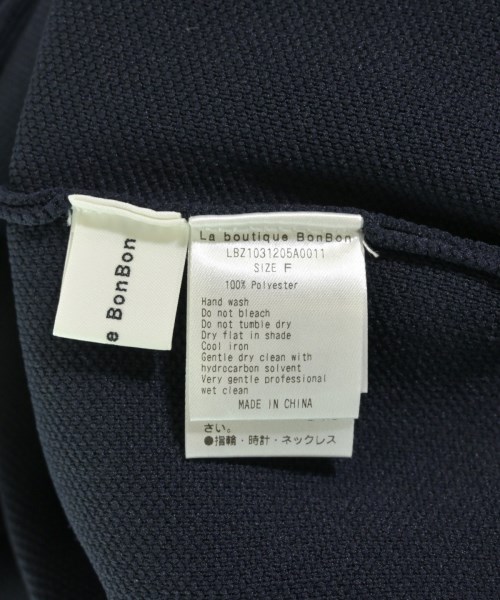 La boutique BonBon
LBZ1031205A0011
SIZE F
100% Polyester
Hand wash
Do not bleach
Do not tumble dry
Dry flat in shade
Cool iron
Gentle dry clean with
hydrocarbon solvent
Very gentle professional
wet clean
MADE IN CHINA
さい。
●指輪・時計・ネックレス
e BonBon